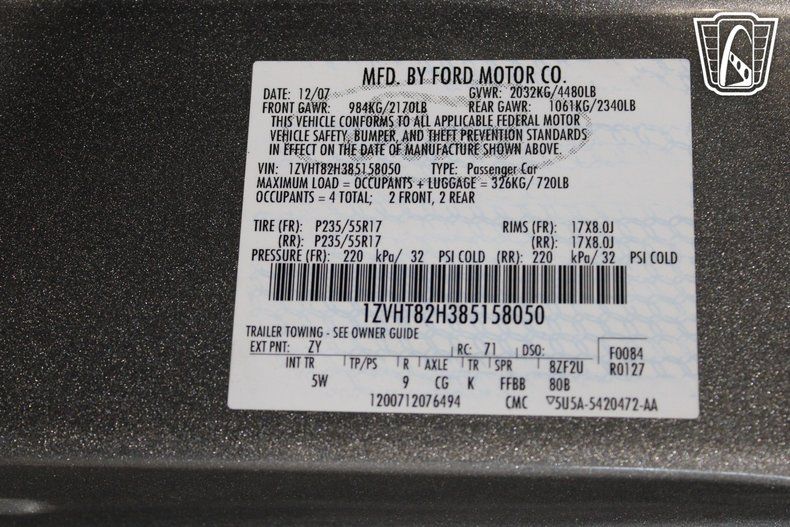 MFD. BY FORD MOTOR CO.
DATE: 12/07 GVWR: 2032KG/4480LB
FRONT GAWR: 984KG/2170LB REAR GAWR: 1061KG/2340LB
THIS VEHICLE CONFORMS TO ALL APPLICABLE FEDERAL MOTOR
VEHICLE SAFETY, BUMPER, AND THEFT PREVENTION STANDARDS
IN EFFECT ON THE DATE OF MANUFACTURE SHOWN ABOVE.
VIN: 1ZVHT82H385158050 TYPE: Passenger Car
MAXIMUM LOAD = OCCUPANTS + LUGGAGE = 326KG/720LB
OCCUPANTS = 4 TOTAL; 2 FRONT, 2 REAR
TIRE (FR): P235/55R17 RIMS (FR): 17X8.0J
(RR): P235/55R17 (RR): 17X8.0J
PRESSURE (FR): 220 kPa/ 32 PSI COLD (RR): 220 kPa/ 32 PSI COLD
1ZVHT82H385158050
TRAILER TOWING - SEE OWNER GUIDE
EXT PNT: ZY RC: 71 DSO: F0084
INT TR TP/PS R AXLE TR SPR 8ZF2U R0127
5W 9 CG K FFBB 80B
1200712076494 CMC ▽5U5A-5420472-AA